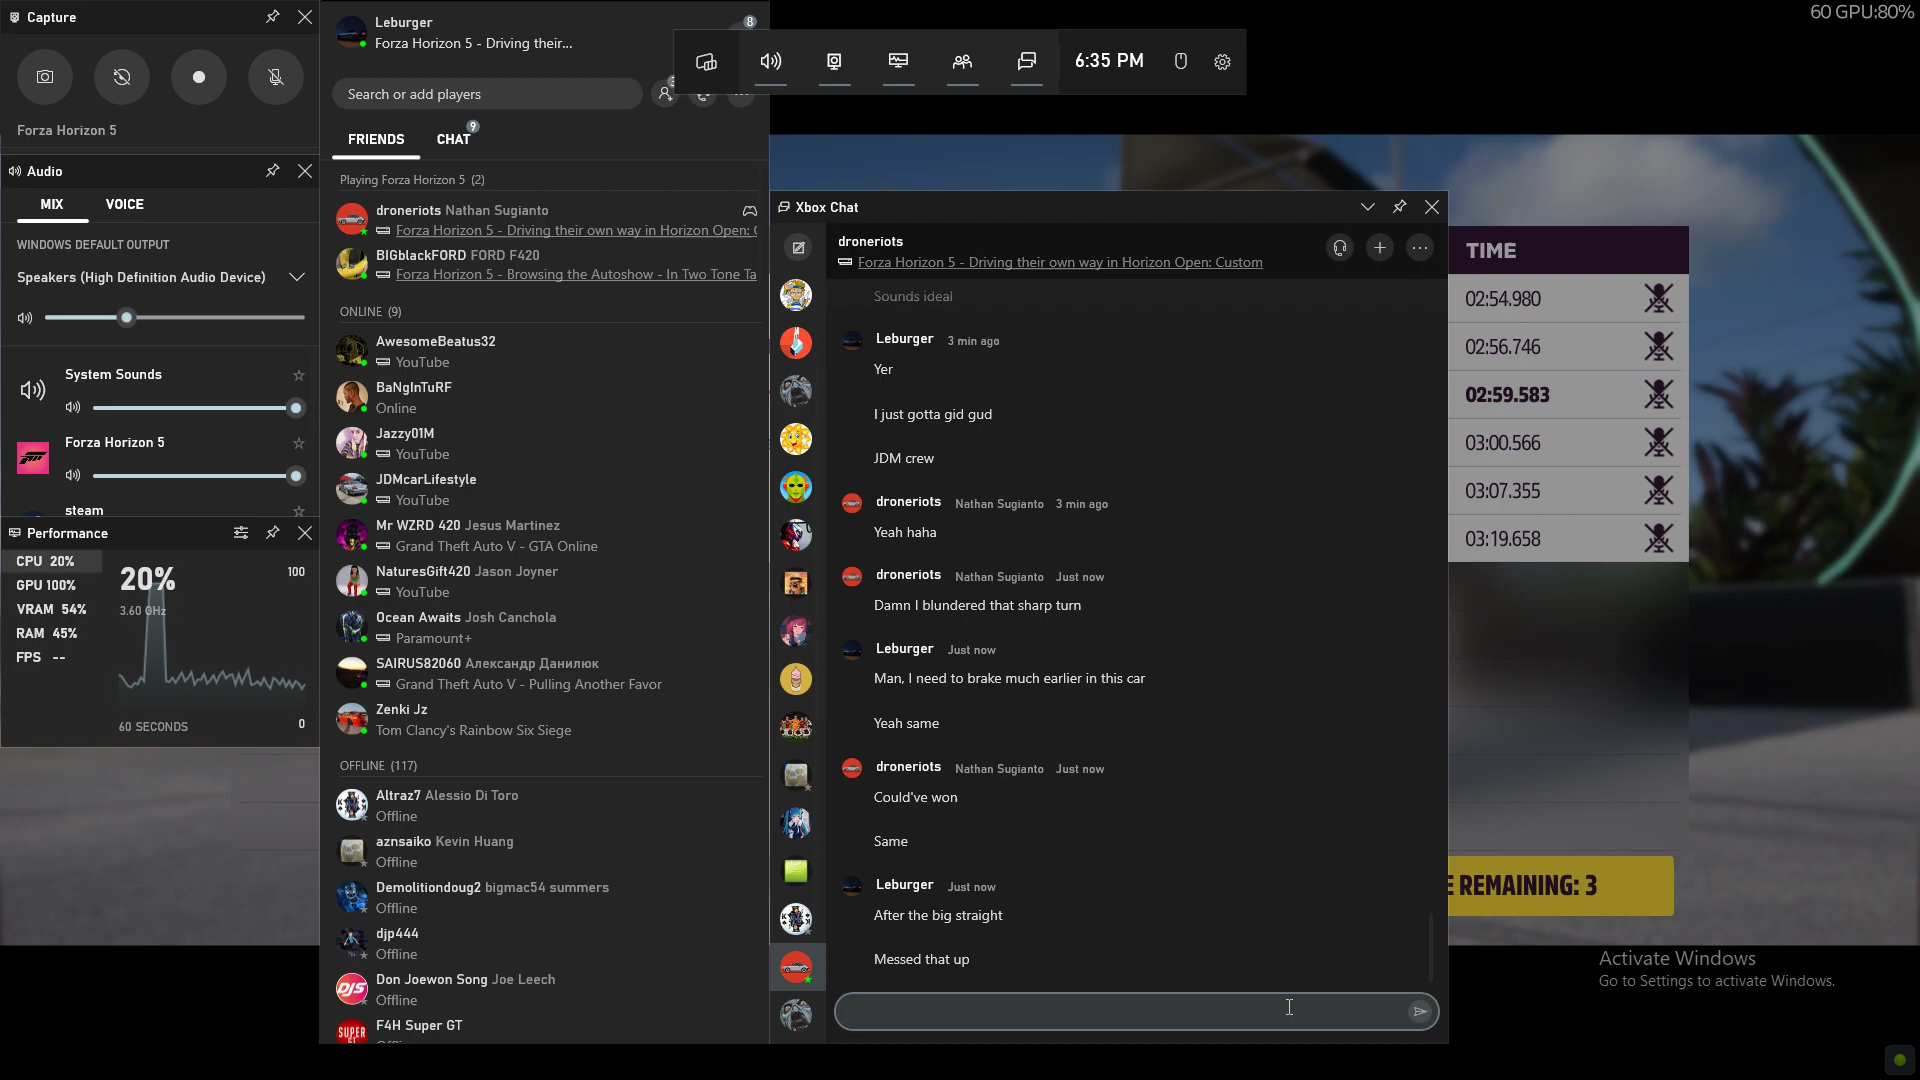 Capture
Forza Horizon 5
Audio
MIX
VOICE
WINDOWS DEFAULT OUTPUT
Speakers (High Definition Audio Device)
System Sounds
Forza Horizon 5
steam
Performance
CPU 20%
GPU 100%
VRAM 54%
RAM 45%
FPS --
20%
3.60 GHz
100
60 SECONDS
0
Leburger
Forza Horizon 5 - Driving their...
8
Search or add players
FRIENDS
CHAT
9
Playing Forza Horizon 5 (2)
droneriots Nathan Sugianto
Forza Horizon 5 - Driving their own way in Horizon Open:
BIGblackFORD FORD F420
Forza Horizon 5 - Browsing the Autoshow - In Two Tone Ta
ONLINE (9)
AwesomeBeatus32
YouTube
BaNgInTuRF
Online
Jazzy01M
YouTube
JDMcarLifestyle
YouTube
Mr WZRD 420 Jesus Martinez
Grand Theft Auto V - GTA Online
NaturesGift420 Jason Joyner
YouTube
Ocean Awaits Josh Canchola
Paramount+
SAIRUS82060 Александр Данилюк
Grand Theft Auto V - Pulling Another Favor
Zenki Jz
Tom Clancy's Rainbow Six Siege
OFFLINE (117)
Altraz7 Alessio Di Toro
Offline
aznsaiko Kevin Huang
Offline
Demolitiondoug2 bigmac54 summers
Offline
djp444
Offline
Don Joewon Song Joe Leech
Offline
DJS
F4H Super GT
SUPER
6:35 PM
60 GPU:80%
Xbox Chat
droneriots
Forza Horizon 5 - Driving their own way in Horizon Open: Custom
Sounds ideal
Leburger 3 min ago
Yer
I just gotta gid gud
JDM crew
droneriots Nathan Sugianto 3 min ago
Yeah haha
droneriots Nathan Sugianto Just now
Damn I blundered that sharp turn
Leburger Just now
Man, I need to brake much earlier in this car
Yeah same
droneriots Nathan Sugianto Just now
Could've won
Same
Leburger Just now
After the big straight
Messed that up
TIME
02:54.980
02:56.746
02:59.583
03:00.566
03:07.355
03:19.658
E REMAINING: 3
Activate Windows
Go to Settings to activate Windows.